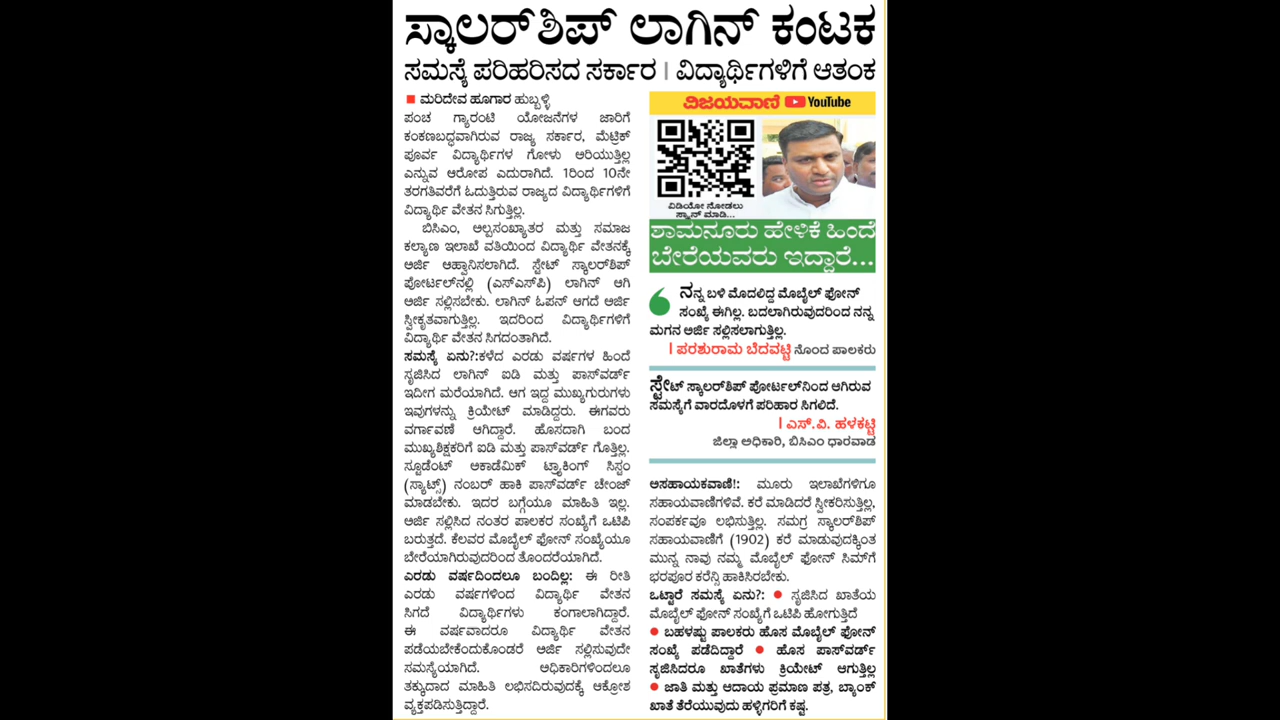 ಸ್ಕಾಲರ್‌ಶಿಪ್ ಲಾಗಿನ್ ಕಂಟಕ
ಸಮಸ್ಯೆ ಪರಿಹರಿಸದ ಸರ್ಕಾರ | ವಿದ್ಯಾರ್ಥಿಗಳಿಗೆ ಆತಂಕ
■ ಮರಿದೇವ ಹೂಗಾರ ಹುಬ್ಬಳ್ಳಿ
ಪಂಚ ಗ್ಯಾರಂಟಿ ಯೋಜನೆಗಳ ಜಾರಿಗೆ
ಕಂಕಣಬದ್ಧವಾಗಿರುವ ರಾಜ್ಯ ಸರ್ಕಾರ, ಮೆಟ್ರಿಕ್
ಪೂರ್ವ ವಿದ್ಯಾರ್ಥಿಗಳ ಗೋಳು ಅರಿಯುತ್ತಿಲ್ಲ
ಎನ್ನುವ ಆರೋಪ ಎದುರಾಗಿದೆ. 1ರಿಂದ 10ನೇ
ತರಗತಿವರೆಗೆ ಓದುತ್ತಿರುವ ರಾಜ್ಯದ ವಿದ್ಯಾರ್ಥಿಗಳಿಗೆ
ವಿದ್ಯಾರ್ಥಿ ವೇತನ ಸಿಗುತ್ತಿಲ್ಲ.
ಬಿಸಿಎಂ, ಅಲ್ಪಸಂಖ್ಯಾತರ ಮತ್ತು ಸಮಾಜ
ಕಲ್ಯಾಣ ಇಲಾಖೆ ವತಿಯಿಂದ ವಿದ್ಯಾರ್ಥಿ ವೇತನಕ್ಕೆ
ಅರ್ಜಿ ಆಹ್ವಾನಿಸಲಾಗಿದೆ. ಸ್ಟೇಟ್ ಸ್ಕಾಲರ್‌ಶಿಪ್
ಪೋರ್ಟಲ್‌ನಲ್ಲಿ (ಎಸ್‌ಎಸ್‌ಪಿ) ಲಾಗಿನ್ ಆಗಿ
ಅರ್ಜಿ ಸಲ್ಲಿಸಬೇಕು. ಲಾಗಿನ್ ಓಪನ್ ಆಗದೆ ಅರ್ಜಿ
ಸ್ವೀಕೃತವಾಗುತ್ತಿಲ್ಲ. ಇದರಿಂದ ವಿದ್ಯಾರ್ಥಿಗಳಿಗೆ
ವಿದ್ಯಾರ್ಥಿ ವೇತನ ಸಿಗದಂತಾಗಿದೆ.
ಸಮಸ್ಯೆ ಏನು?:ಕಳೆದ ಎರಡು ವರ್ಷಗಳ ಹಿಂದೆ
ಸೃಜಿಸಿದ ಲಾಗಿನ್ ಐಡಿ ಮತ್ತು ಪಾಸ್‌ವರ್ಡ್
ಇದೀಗ ಮರೆಯಾಗಿದೆ. ಆಗ ಇದ್ದ ಮುಖ್ಯಗುರುಗಳು
ಇವುಗಳನ್ನು ಕ್ರಿಯೇಟ್ ಮಾಡಿದ್ದರು. ಈಗವರು
ವರ್ಗಾವಣೆ ಆಗಿದ್ದಾರೆ. ಹೊಸದಾಗಿ ಬಂದ
ಮುಖ್ಯಶಿಕ್ಷಕರಿಗೆ ಐಡಿ ಮತ್ತು ಪಾಸ್‌ವರ್ಡ್ ಗೊತ್ತಿಲ್ಲ.
ಸ್ಟೂಡೆಂಟ್ ಅಕಾಡೆಮಿಕ್ ಟ್ರ್ಯಾಕಿಂಗ್ ಸಿಸ್ಟಂ
(ಸ್ಯಾಟ್ಸ್) ನಂಬರ್ ಹಾಕಿ ಪಾಸ್‌ವರ್ಡ್ ಚೇಂಜ್
ಮಾಡಬೇಕು. ಇದರ ಬಗ್ಗೆಯೂ ಮಾಹಿತಿ ಇಲ್ಲ.
ಅರ್ಜಿ ಸಲ್ಲಿಸಿದ ನಂತರ ಪಾಲಕರ ಸಂಖ್ಯೆಗೆ ಒಟಿಪಿ
ಬರುತ್ತದೆ. ಕೆಲವರ ಮೊಬೈಲ್ ಫೋನ್ ಸಂಖ್ಯೆಯೂ
ಬೇರೆಯಾಗಿರುವುದರಿಂದ ತೊಂದರೆಯಾಗಿದೆ.
ಎರಡು ವರ್ಷದಿಂದಲೂ ಬಂದಿಲ್ಲ: ಈ ರೀತಿ
ಎರಡು ವರ್ಷಗಳಿಂದ ವಿದ್ಯಾರ್ಥಿ ವೇತನ
ಸಿಗದೆ ವಿದ್ಯಾರ್ಥಿಗಳು ಕಂಗಾಲಾಗಿದ್ದಾರೆ.
ಈ ವರ್ಷವಾದರೂ ವಿದ್ಯಾರ್ಥಿ ವೇತನ
ಪಡೆಯಬೇಕೆಂದುಕೊಂಡರೆ ಅರ್ಜಿ ಸಲ್ಲಿಸುವುದೇ
ಸಮಸ್ಯೆಯಾಗಿದೆ. ಅಧಿಕಾರಿಗಳಿಂದಲೂ
ತಕ್ಕುದಾದ ಮಾಹಿತಿ ಲಭಿಸದಿರುವುದಕ್ಕೆ ಆಕ್ರೋಶ
ವ್ಯಕ್ತಪಡಿಸುತ್ತಿದ್ದಾರೆ.
ವಿಜಯವಾಣಿ YouTube
ವಿಡಿಯೋ ನೋಡಲು
ಸ್ಕ್ಯಾನ್ ಮಾಡಿ...
ಶಾಮನೂರು ಹೇಳಿಕೆ ಹಿಂದೆ
ಬೇರೆಯವರು ಇದ್ದಾರೆ...
ನನ್ನ ಬಳಿ ಮೊದಲಿದ್ದ ಮೊಬೈಲ್ ಫೋನ್
ಸಂಖ್ಯೆ ಈಗಿಲ್ಲ. ಬದಲಾಗಿರುವುದರಿಂದ ನನ್ನ
ಮಗನ ಅರ್ಜಿ ಸಲ್ಲಿಸಲಾಗುತ್ತಿಲ್ಲ.
| ಪರಶುರಾಮ ಬೆದವಟ್ಟಿ ನೊಂದ ಪಾಲಕರು
ಸ್ಟೇಟ್ ಸ್ಕಾಲರ್‌ಶಿಪ್ ಪೋರ್ಟಲ್‌ನಿಂದ ಆಗಿರುವ
ಸಮಸ್ಯೆಗೆ ವಾರದೊಳಗೆ ಪರಿಹಾರ ಸಿಗಲಿದೆ.
| ಎಸ್.ವಿ. ಹಳಕಟ್ಟಿ
ಜಿಲ್ಲಾ ಅಧಿಕಾರಿ, ಬಿಸಿಎಂ ಧಾರವಾಡ
ಅಸಹಾಯಕವಾಣಿ!: ಮೂರು ಇಲಾಖೆಗಳಿಗೂ
ಸಹಾಯವಾಣಿಗಳಿವೆ. ಕರೆ ಮಾಡಿದರೆ ಸ್ವೀಕರಿಸುತ್ತಿಲ್ಲ,
ಸಂಪರ್ಕವೂ ಲಭಿಸುತ್ತಿಲ್ಲ. ಸಮಗ್ರ ಸ್ಕಾಲರ್‌ಶಿಪ್
ಸಹಾಯವಾಣಿಗೆ (1902) ಕರೆ ಮಾಡುವುದಕ್ಕಿಂತ
ಮುನ್ನ ನಾವು ನಮ್ಮ ಮೊಬೈಲ್ ಫೋನ್ ಸಿಮ್‌ಗೆ
ಭರಪೂರ ಕರೆನ್ಸಿ ಹಾಕಿಸಿರಬೇಕು.
ಒಟ್ಟಾರೆ ಸಮಸ್ಯೆ ಏನು?: ● ಸೃಜಿಸಿದ ಖಾತೆಯ
ಮೊಬೈಲ್ ಫೋನ್ ಸಂಖ್ಯೆಗೆ ಒಟಿಪಿ ಹೋಗುತ್ತಿದೆ
● ಬಹಳಷ್ಟು ಪಾಲಕರು ಹೊಸ ಮೊಬೈಲ್ ಫೋನ್
ಸಂಖ್ಯೆ ಪಡೆದಿದ್ದಾರೆ ● ಹೊಸ ಪಾಸ್‌ವರ್ಡ್
ಸೃಜಿಸಿದರೂ ಖಾತೆಗಳು ಕ್ರಿಯೇಟ್ ಆಗುತ್ತಿಲ್ಲ
● ಜಾತಿ ಮತ್ತು ಆದಾಯ ಪ್ರಮಾಣ ಪತ್ರ, ಬ್ಯಾಂಕ್
ಖಾತೆ ತೆರೆಯುವುದು ಹಳ್ಳಿಗರಿಗೆ ಕಷ್ಟ.